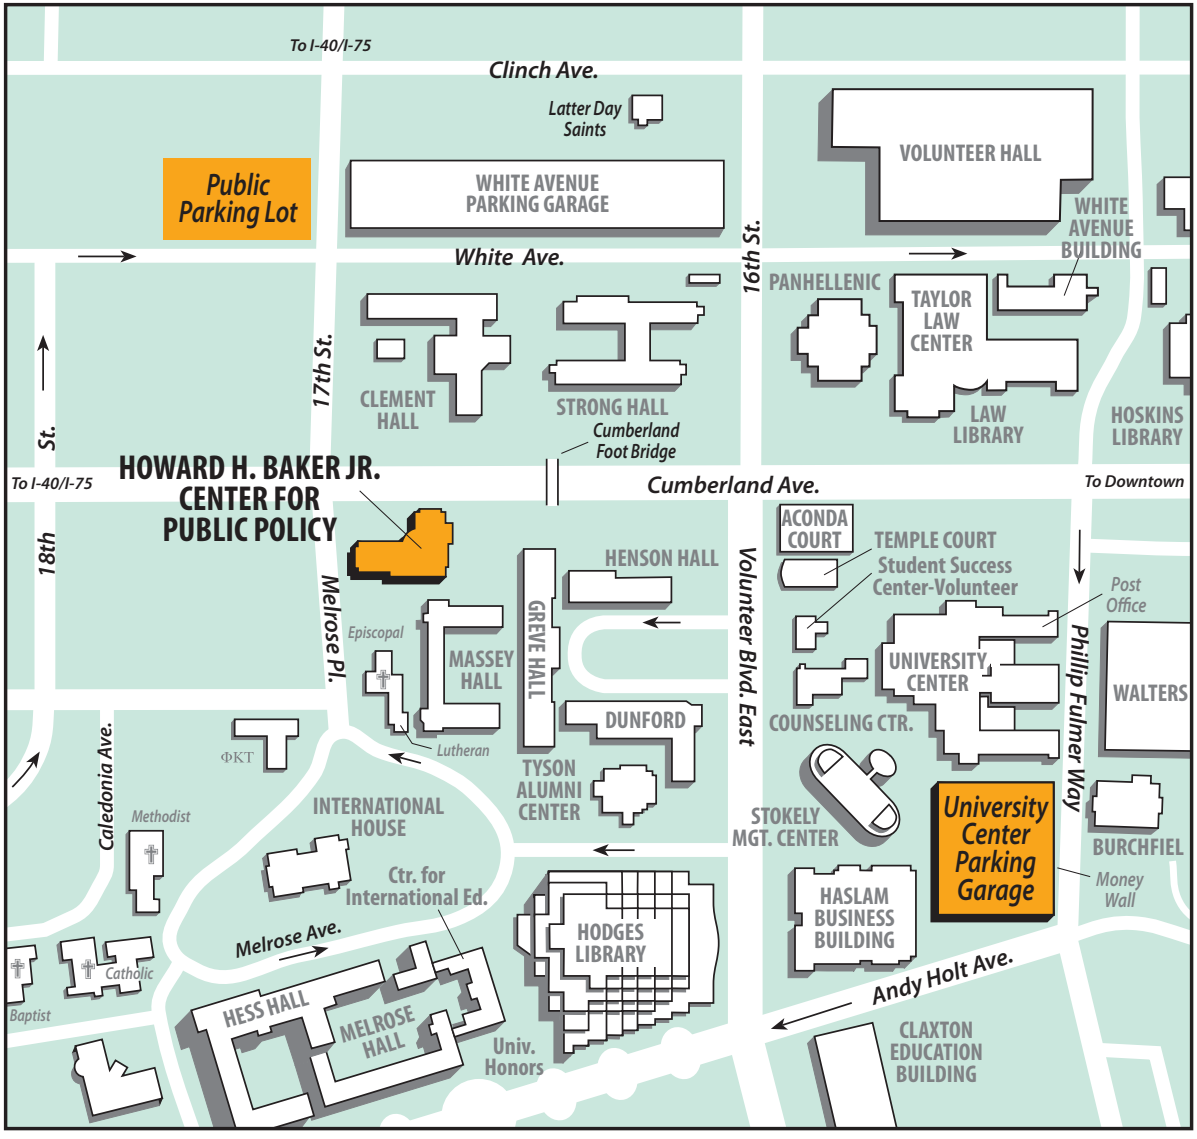 To I-40/I-75
Clinch Ave.
Latter Day
Saints
VOLUNTEER HALL
Public
Parking Lot
WHITE AVENUE
PARKING GARAGE
WHITE
AVENUE
BUILDING
16th St.
White Ave.
PANHELLENIC
TAYLOR
LAW
CENTER
17th St.
CLEMENT
HALL
STRONG HALL
LAW
LIBRARY
HOSKINS
LIBRARY
St.
Cumberland
Foot Bridge
HOWARD H. BAKER JR.
CENTER FOR
PUBLIC POLICY
To I-40/I-75
Cumberland Ave.
To Downtown
18th
ACONDA
COURT
TEMPLE COURT
Student Success
Center-Volunteer
HENSON HALL
Post
Office
Melrose Pl.
Episcopal
MASSEY
HALL
GREVE HALL
Volunteer Blvd. East
UNIVERSITY
CENTER
Phillip Fulmer Way
WALTERS
DUNFORD
COUNSELING CTR.
Lutheran
ΦΚΤ
Caledonia Ave.
TYSON
ALUMNI
CENTER
INTERNATIONAL
HOUSE
Methodist
STOKELY
MGT. CENTER
University
Center
Parking
Garage
BURCHFIEL
Ctr. for
International Ed.
Money
Wall
HASLAM
BUSINESS
BUILDING
HODGES
LIBRARY
Melrose Ave.
Catholic
Baptist
Andy Holt Ave.
HESS HALL
MELROSE
HALL
Univ.
Honors
CLAXTON
EDUCATION
BUILDING